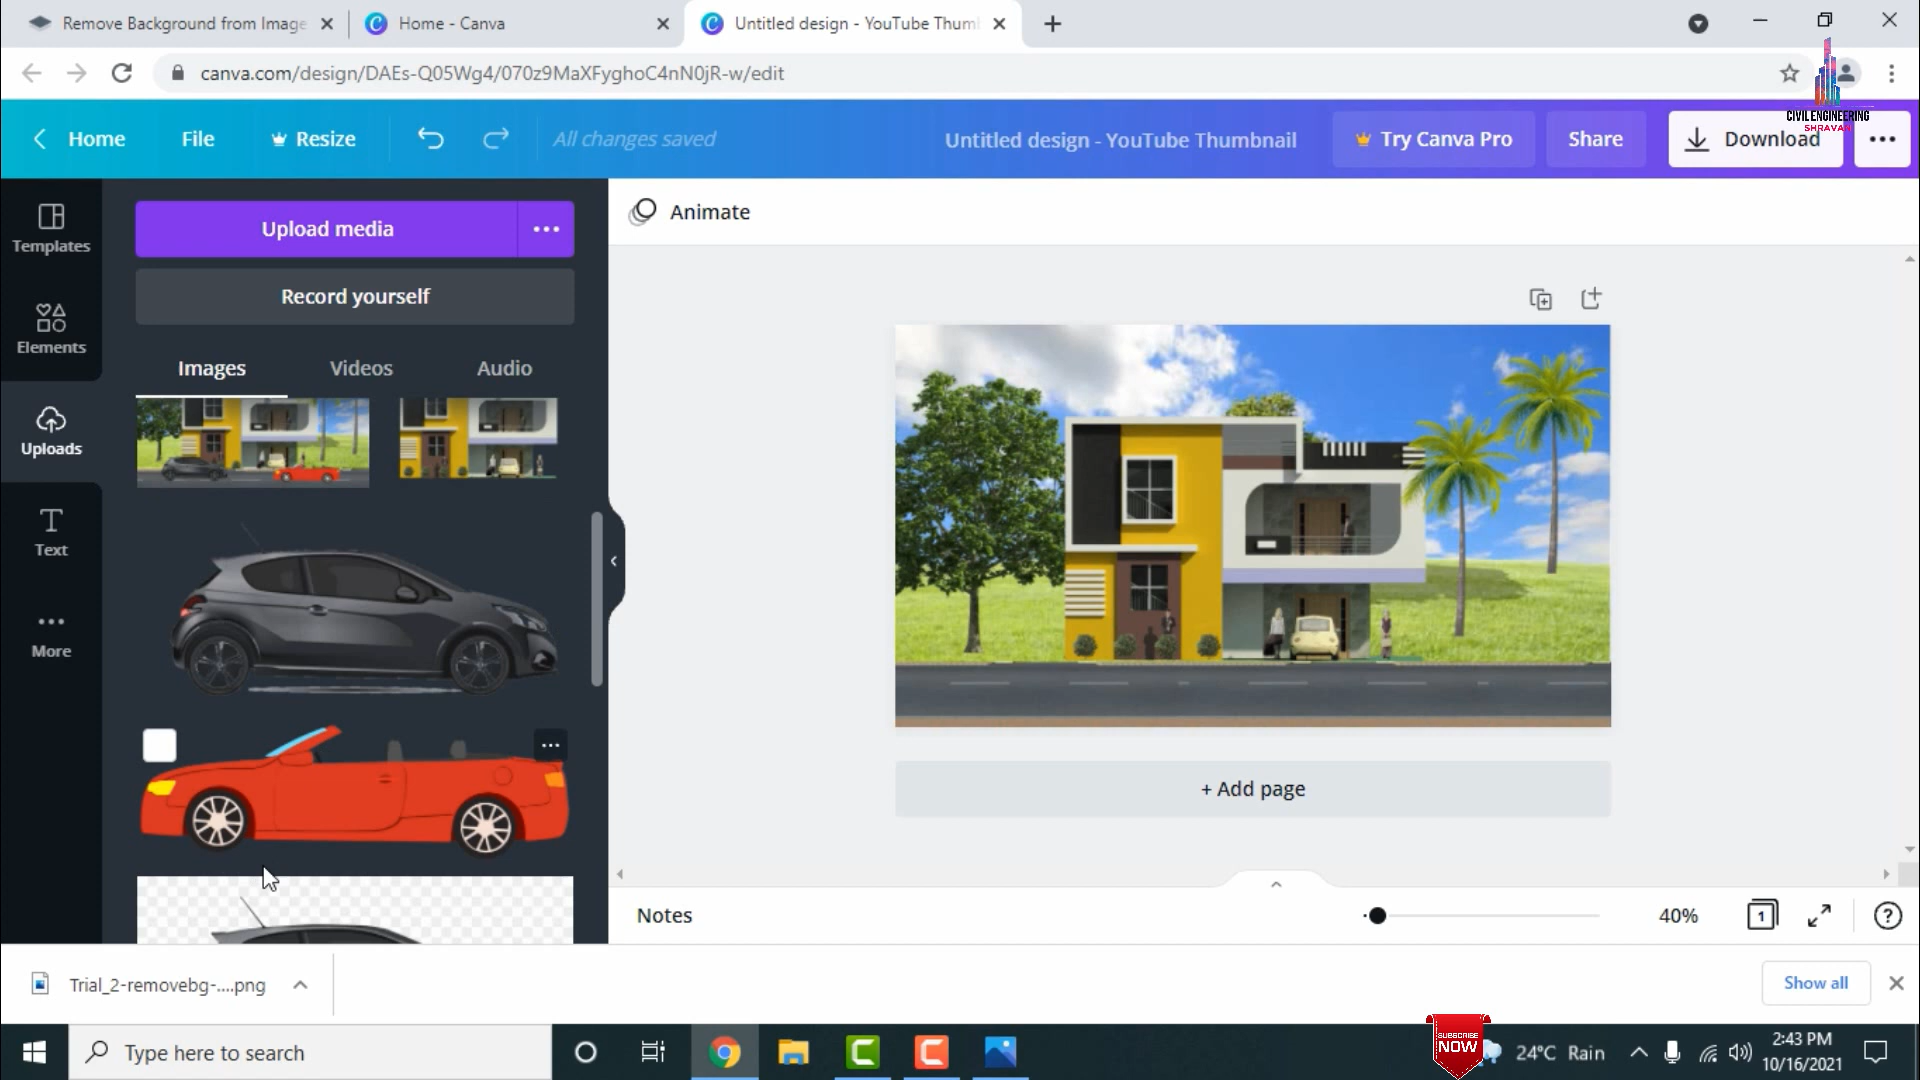 Remove Background from Image
Home - Canva
Untitled design - YouTube Thum
canva.com/design/DAEs-Q05Wg4/070z9MaXFyghoC4nN0jR-w/edit
CIVIL ENGINEERING
SHRAVANI
Home
File
Resize
All changes saved
Untitled design - YouTube Thumbnail
Try Canva Pro
Share
Download
Templates
Elements
Uploads
Text
More
Upload media
Record yourself
Images
Videos
Audio
Animate
+ Add page
Notes
40%
1
Trial_2-removebg-....png
Show all
Type here to search
SUBSCRIBE
NOW
24°C Rain
2:43 PM
10/16/2021